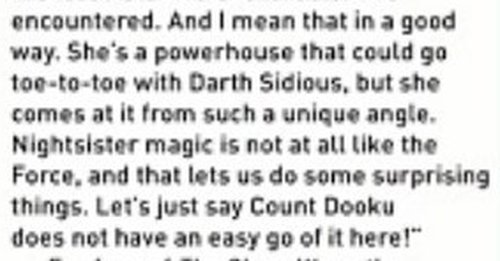 encountered. And I mean that in a good
way. She's a powerhouse that could go
toe-to-toe with Darth Sidious, but she
comes at it from such a unique angle.
Nightsister magic is not at all like the
Force, and that lets us do some surprising
things. Let's just say Count Dooku
does not have an easy go of it here!"